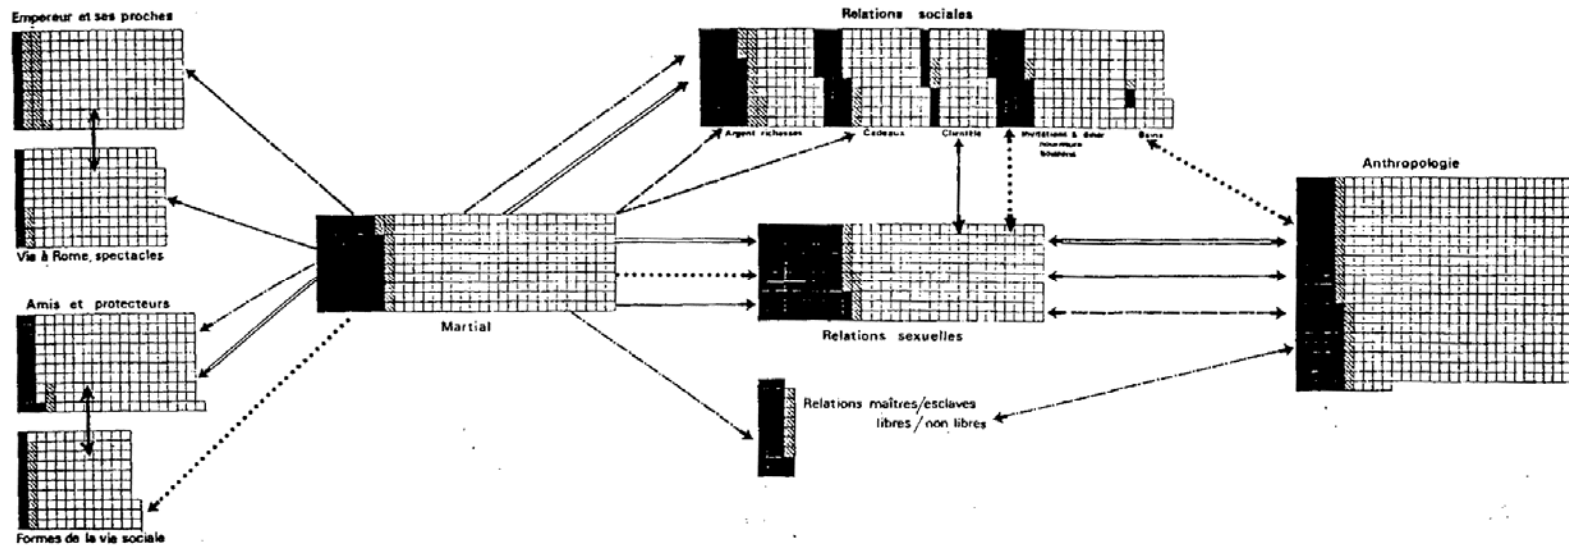 Empereur et ses proches
Relations sociales
Argent richesses
Cadeaux
Clientèle
Invitations à dîner
nourriture
Bains
Anthropologie
Vie à Rome, spectacles
Amis et protecteurs
Martial
Relations sexuelles
Relations maîtres/esclaves
libres/non libres
Formes de la vie sociale